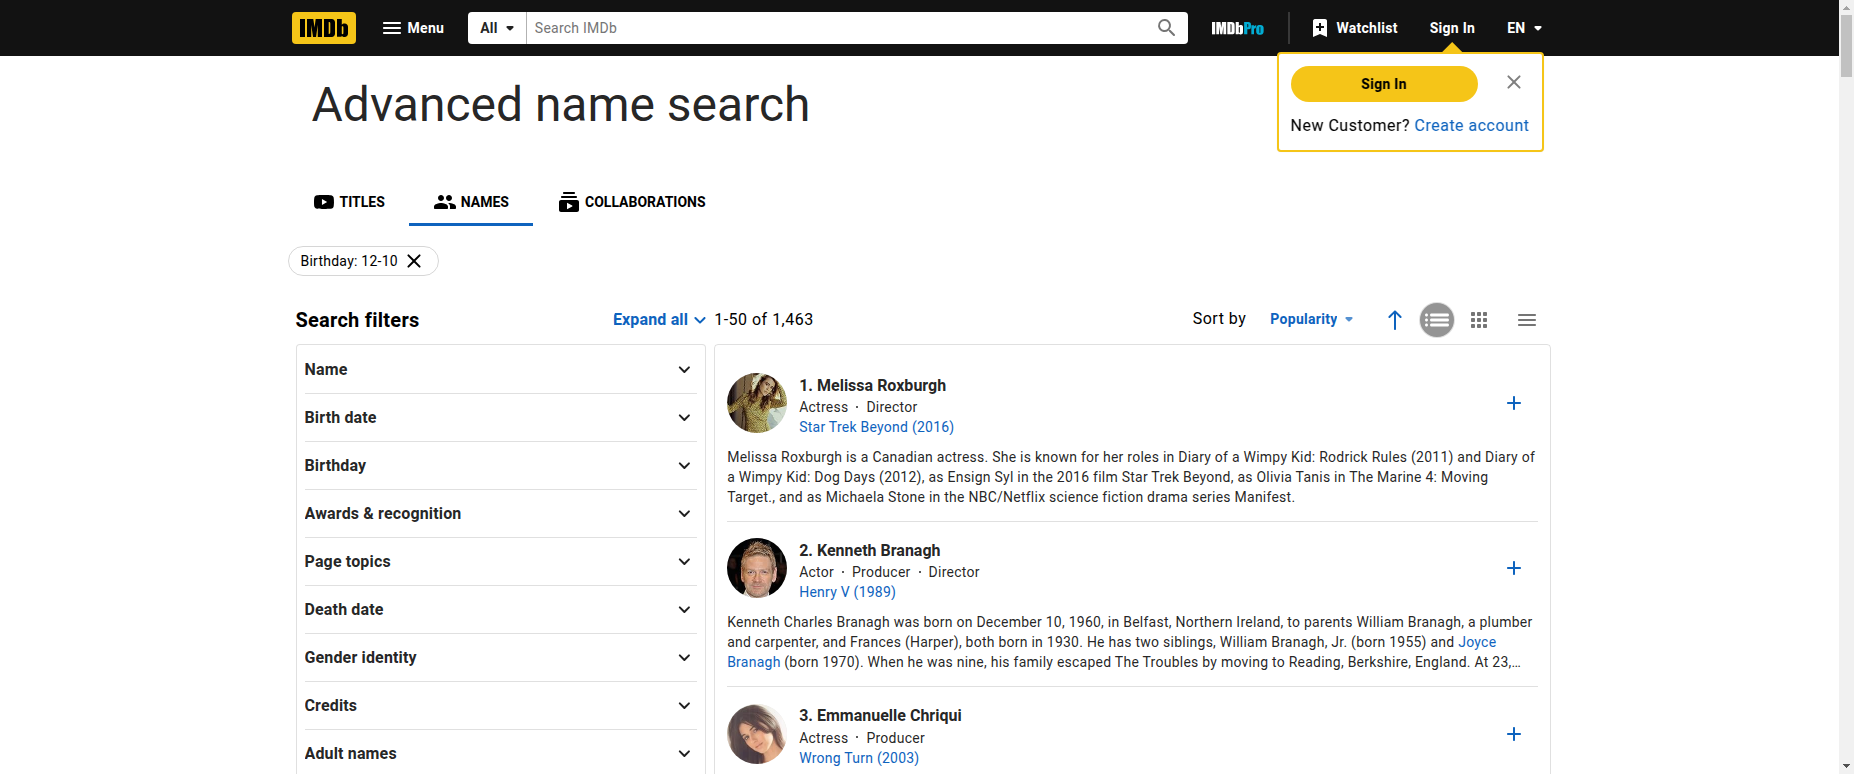 IMDb
Menu
All
Search IMDb
IMDbPro
Watchlist
Sign In
EN
Sign In
New Customer? Create account
Advanced name search
TITLES
NAMES
COLLABORATIONS
Birthday: 12-10
Search filters
Expand all
1-50 of 1,463
Sort by
Popularity
Name
Birth date
Birthday
Awards & recognition
Page topics
Death date
Gender identity
Credits
Adult names
1. Melissa Roxburgh
Actress · Director
Star Trek Beyond (2016)
Melissa Roxburgh is a Canadian actress. She is known for her roles in Diary of a Wimpy Kid: Rodrick Rules (2011) and Diary of
a Wimpy Kid: Dog Days (2012), as Ensign Syl in the 2016 film Star Trek Beyond, as Olivia Tanis in The Marine 4: Moving
Target., and as Michaela Stone in the NBC/Netflix science fiction drama series Manifest.
2. Kenneth Branagh
Actor · Producer · Director
Henry V (1989)
Kenneth Charles Branagh was born on December 10, 1960, in Belfast, Northern Ireland, to parents William Branagh, a plumber
and carpenter, and Frances (Harper), both born in 1930. He has two siblings, William Branagh, Jr. (born 1955) and Joyce
Branagh (born 1970). When he was nine, his family escaped The Troubles by moving to Reading, Berkshire, England. At 23,...
3. Emmanuelle Chriqui
Actress · Producer
Wrong Turn (2003)